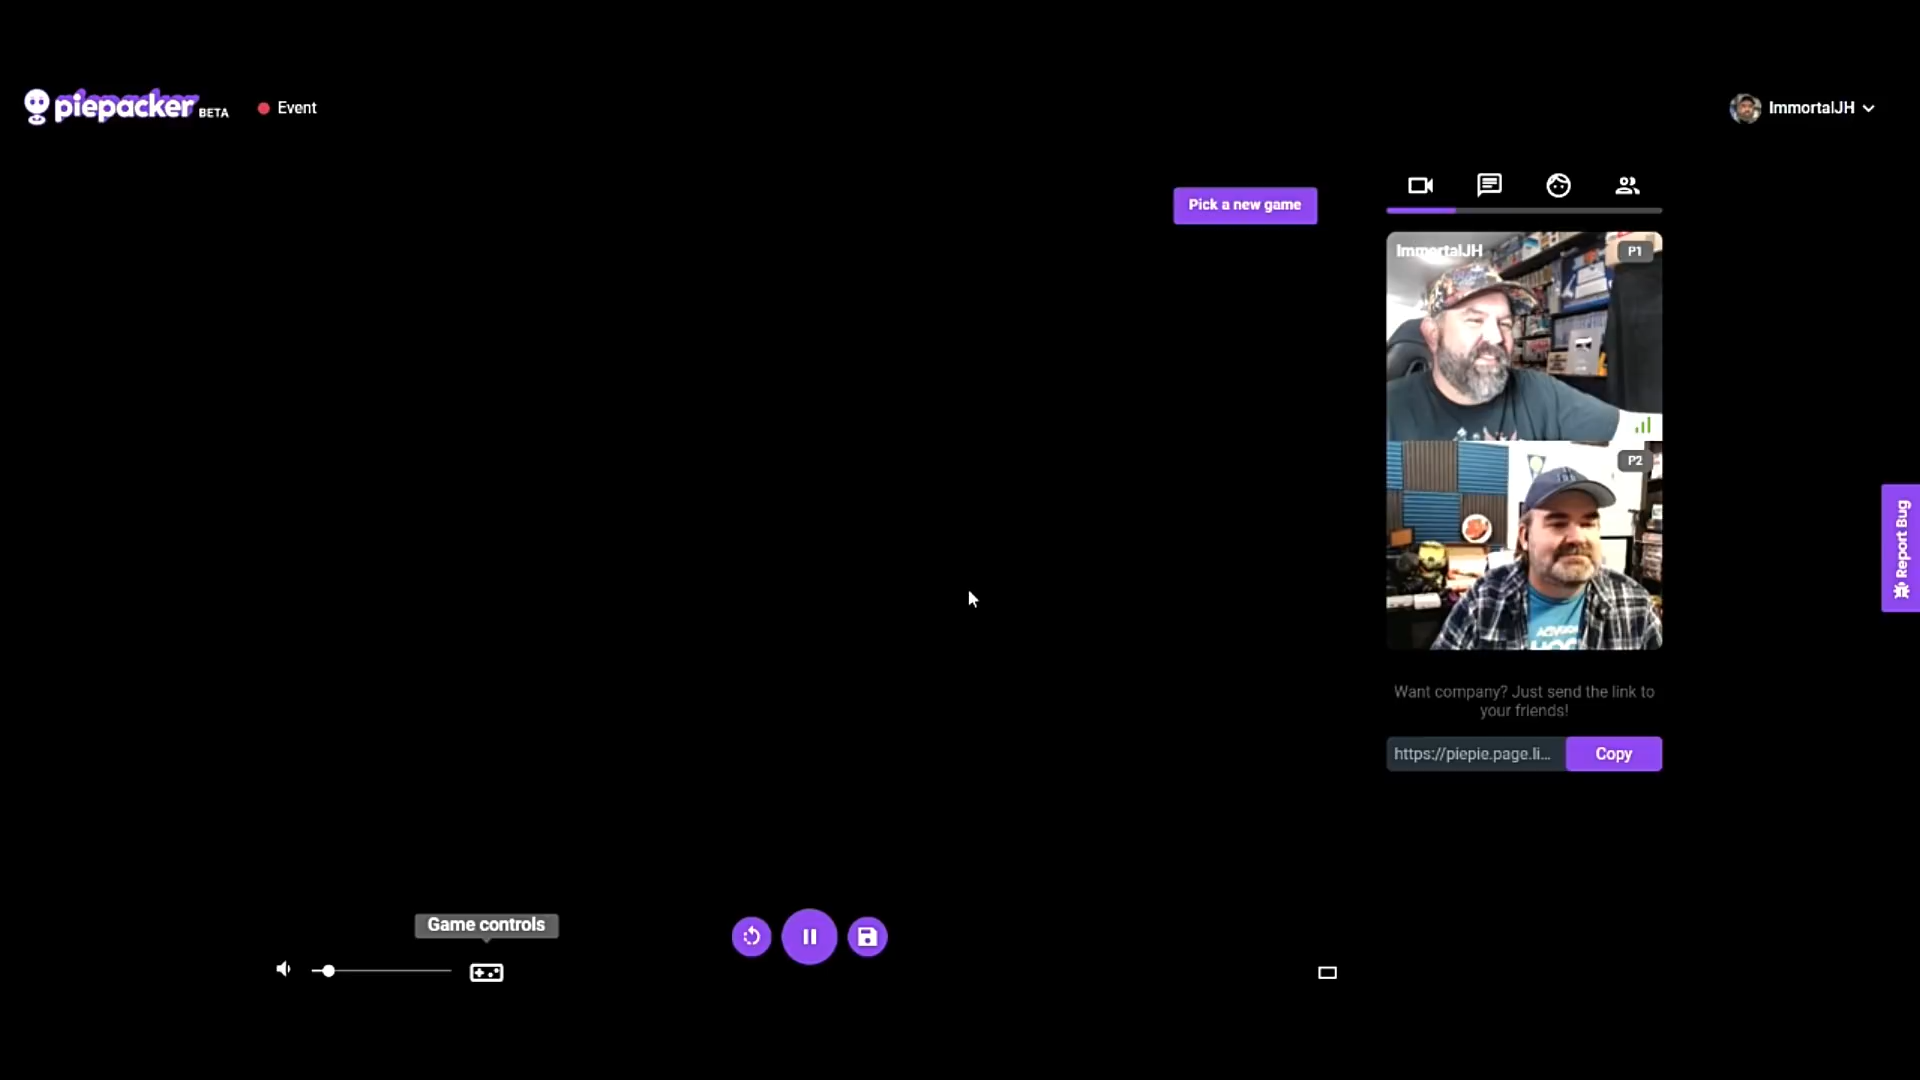 piepacker BETA
Event
ImmortalJH
Pick a new game
ImmortalJH
P1
P2
Want company? Just send the link to
your friends!
https://piepie.page.li...
Copy
Report Bug
Game controls